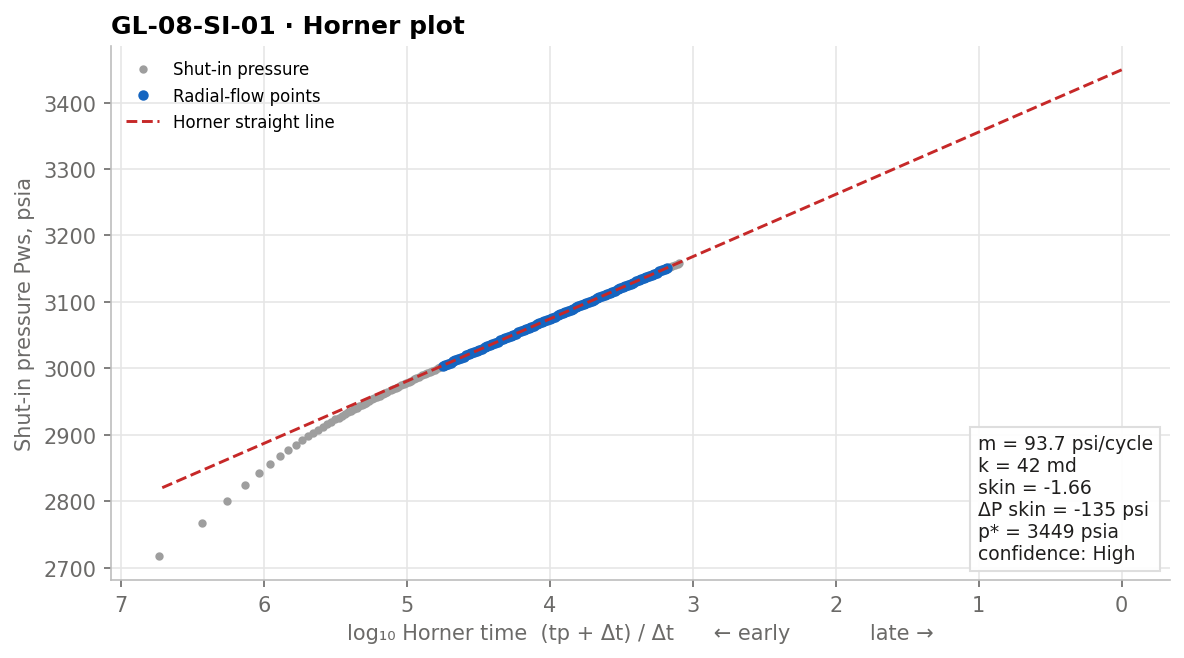 GL-08-SI-01 · Horner plot
Shut-in pressure
Radial-flow points
Horner straight line
Shut-in pressure Pws, psia
3400
3300
3200
3100
3000
2900
2800
2700
m = 93.7 psi/cycle
k = 42 md
skin = -1.66
ΔP skin = -135 psi
p* = 3449 psia
confidence: High
7 6 5 4 3 2 1 0
log₁₀ Horner time (tp + Δt) / Δt ← early late →